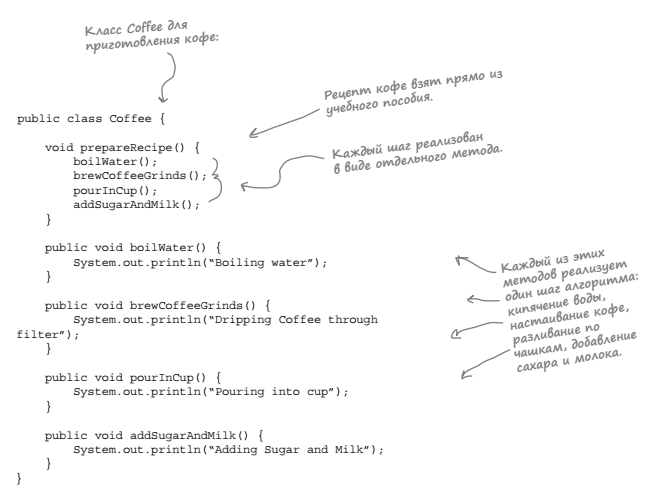 Класс Coffee для
приготовления кофе:
Рецепт кофе взят прямо из
учебного пособия.
public class Coffee {
void prepareRecipe() {
Каждый шаг реализован
в виде отдельного метода.
boilWater();
brewCoffeeGrinds();
pourInCup();
addSugarAndMilk();
}
public void boilWater() {
System.out.println(“Boiling water”);
}
Каждый из этих
методов реализует
один шаг алгоритма:
кипячение воды,
настаивание кофе,
разливание по
чашкам, добавление
сахара и молока.
public void brewCoffeeGrinds() {
System.out.println(“Dripping Coffee through
filter”);
}
public void pourInCup() {
System.out.println(“Pouring into cup”);
}
public void addSugarAndMilk() {
System.out.println(“Adding Sugar and Milk”);
}
}